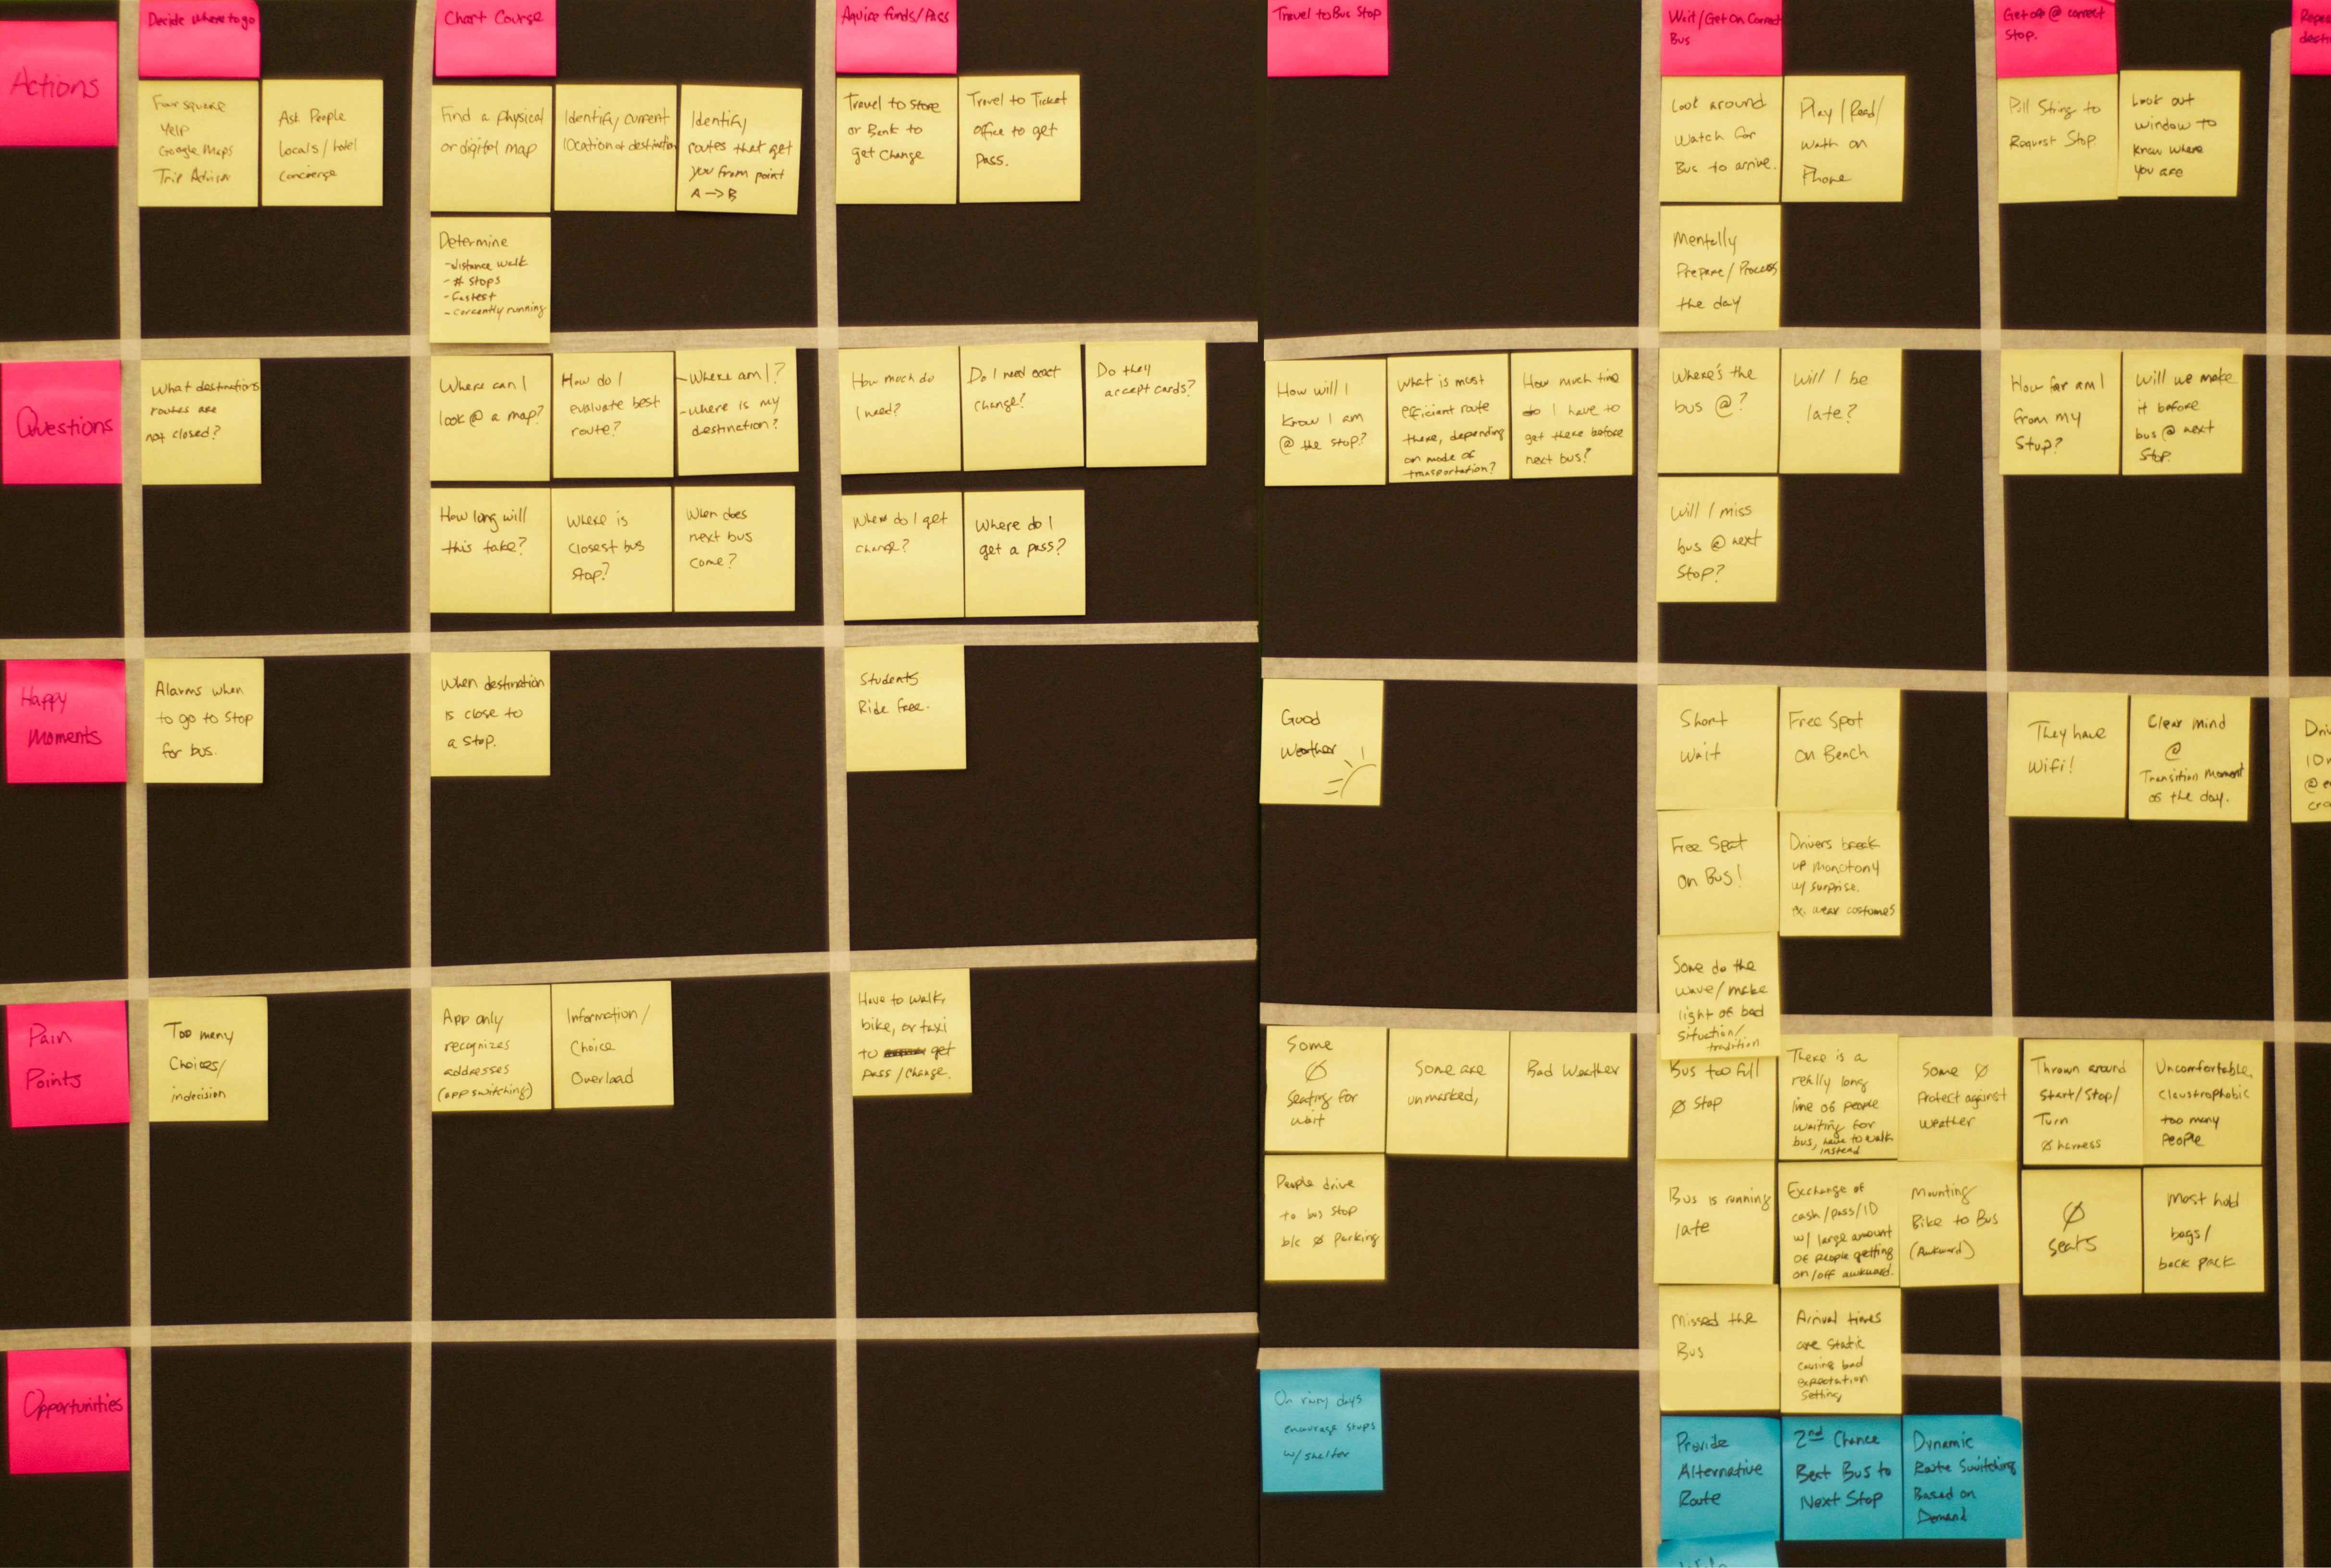 Decide where to go
Chart Course
Aquire funds/Pass
Travel to Bus Stop
Wait/Get On Correct
Bus
Get off @ correct
Stop.
Actions
Four square
Yelp
Google Maps
Trip Advisor
Ask People
Locals/hotel
Concierge
Find a physical
or digital map
Identify current
location & destination
Identify
routes that get
you from point
A → B
Determine
- distance walk
- # stops
- fastest
- currently running
Travel to Store
or Bank to
get Change
Travel to Ticket
Office to get
Pass.
Look around
Watch for
Bus to arrive.
Play/Read/
Watch on
Phone
Mentally
Prepare/Process
the day
Pull String to
Request Stop
Look out
window to
know where
you are
Questions
What destinations
routes are
not closed?
Where can I
look @ a map?
How do I
evaluate best
route?
- Where am I?
- Where is my
destination?
How long will
this take?
Where is
closest bus
stop?
When does
next bus
come?
How much do
I need?
Do I need exact
change?
Do they
accept cards?
Where do I get
change?
Where do I
get a pass?
How will I
know I am
@ the stop?
What is most
efficient route
there, depending
on mode of
transportation?
How much time
do I have to
get there before
next bus?
Where's the
bus @?
Will I be
late?
Will I miss
bus @ next
Stop?
How far am I
from my
Stop?
Will we make
it before
bus @ next
Stop.
Happy
Moments
Alarms when
to go to stop
for bus.
When destination
is close to
a stop.
Students
Ride free.
Good
Weather
Short
Wait
Free Spot
on Bench
Free Spot
on Bus!
Drivers break
up monotony
w/ surprise.
ex. wear costumes
Some do the
wave/make
light of bad
situation/
tradition
They have
Wifi!
Clear mind
@
Transition moment
of the day.
Pain
Points
Too many
Choices/
indecision
App only
recognizes
addresses
(app switching)
Information/
Choice
Overload
Have to walk,
bike, or taxi
to get
pass/change.
Some
Ø
Seating for
wait
Some are
unmarked,
Bad Weather
People drive
to bus stop
b/c Ø parking
Bus too full
Ø stop
There is a
really long
line of people
waiting for
bus, have to walk
instead
Some Ø
Protect against
weather
Bus is running
late
Exchange of
cash/pass/ID
w/ large amount
of people getting
on/off awkward.
Mounting
Bike to Bus
(Awkward)
Missed the
Bus
Arrival times
are static
causing bad
expectation
setting
Thrown around
Start/Stop/
Turn
Ø harness
Uncomfortable,
claustrophobic
too many
people
Ø
seats
Most hold
bags/
back pack
Opportunities
On rainy days
encourage stops
w/ shelter
Provide
Alternative
Route
2nd Chance
Best Bus to
Next Stop
Dynamic
Route Switching
Based on
Demand